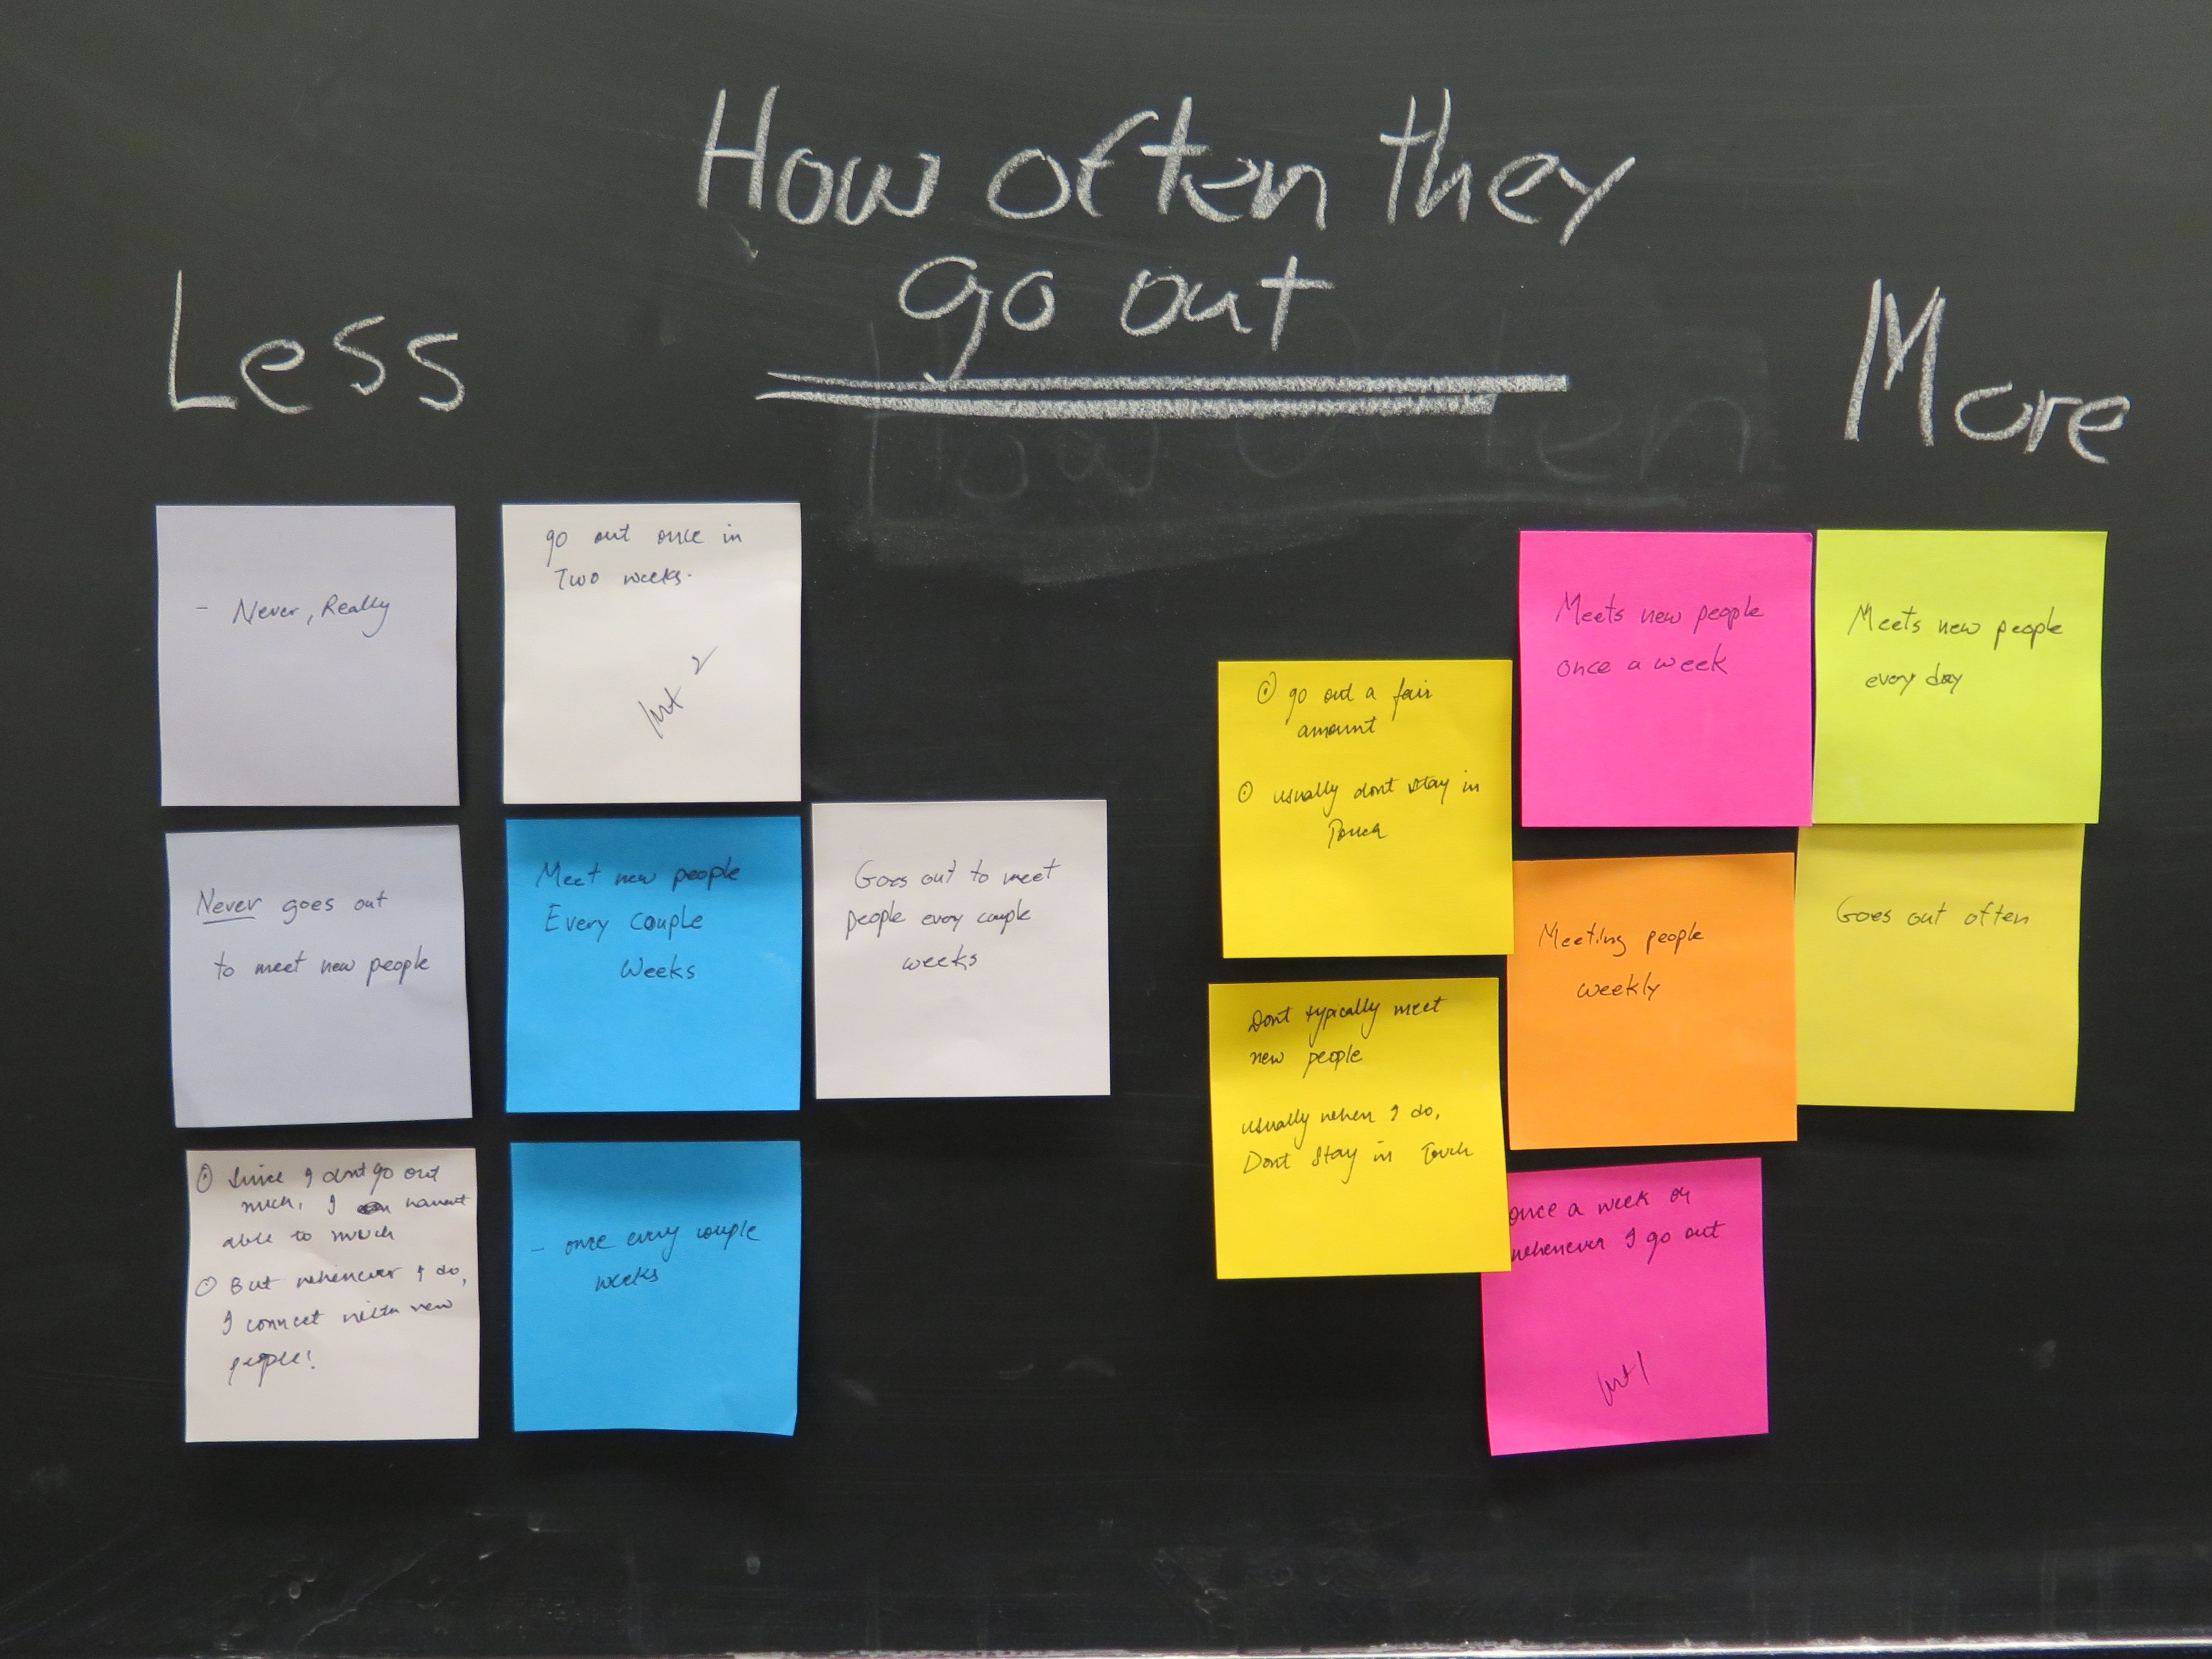 How often they
go out
Less
More
How Often
- Never, Really
go out once in
Two weeks.
Int 2
Never goes out
to meet new people
Meet new people
Every Couple
Weeks
Goes out to meet
people every couple
weeks
⊙ Since I dont go out
much, I havent
able to much
⊙ But whenever I do,
I connect with new
people!
- once every couple
weeks
⊙ go out a fair
amount
⊙ usually dont stay in
Touch
Meets new people
once a week
Meets new people
every day
Dont typically meet
new people
usually when I do,
Dont stay in Touch
Meeting people
weekly
Goes out often
once a week or
whenever I go out
Int 1